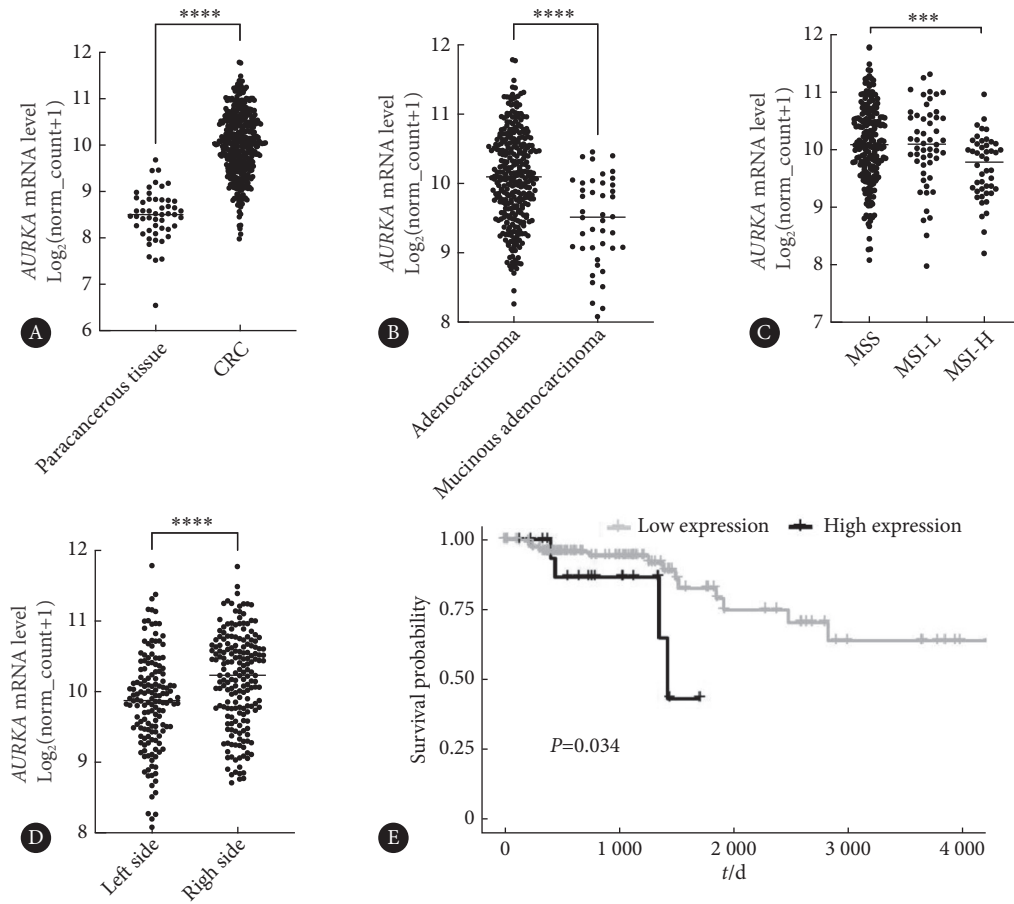 ****
AURKA mRNA level
Log₂(norm_count+1)
12
11
10
9
8
7
6
A
Paracancerous tissue
CRC
****
AURKA mRNA level
Log₂(norm_count+1)
12
11
10
9
8
B
Adenocarcinoma
Mucinous adenocarcinoma
***
AURKA mRNA level
Log₂(norm_count+1)
12
11
10
9
8
10
7
C
MSS
MSI-L
MSI-H
****
AURKA mRNA level
Log₂(norm_count+1)
12
11
10
9
8
D
Left side
Righ side
Low expression
High expression
Survival probability
1.00
0.75
0.50
0.25
0
P=0.034
E
0
1 000
2 000
3 000
4 000
t/d